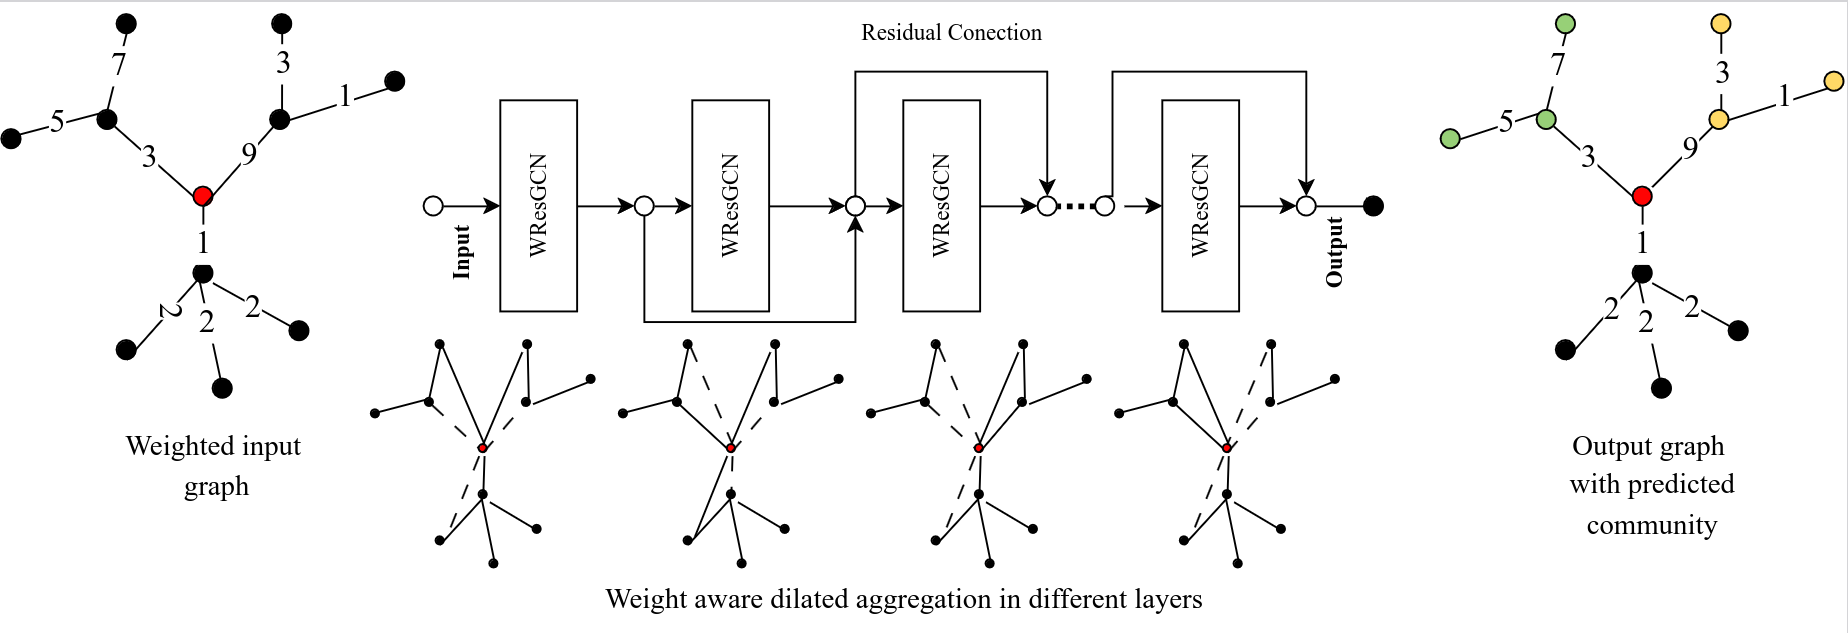 Residual Conection
7
3
1
5
3
9
1
2
2
2
Weighted input
graph
Input
WResGCN
WResGCN
WResGCN
WResGCN
Output
Weight aware dilated aggregation in different layers
7
3
1
5
3
9
1
2
2
2
Output graph
with predicted
community